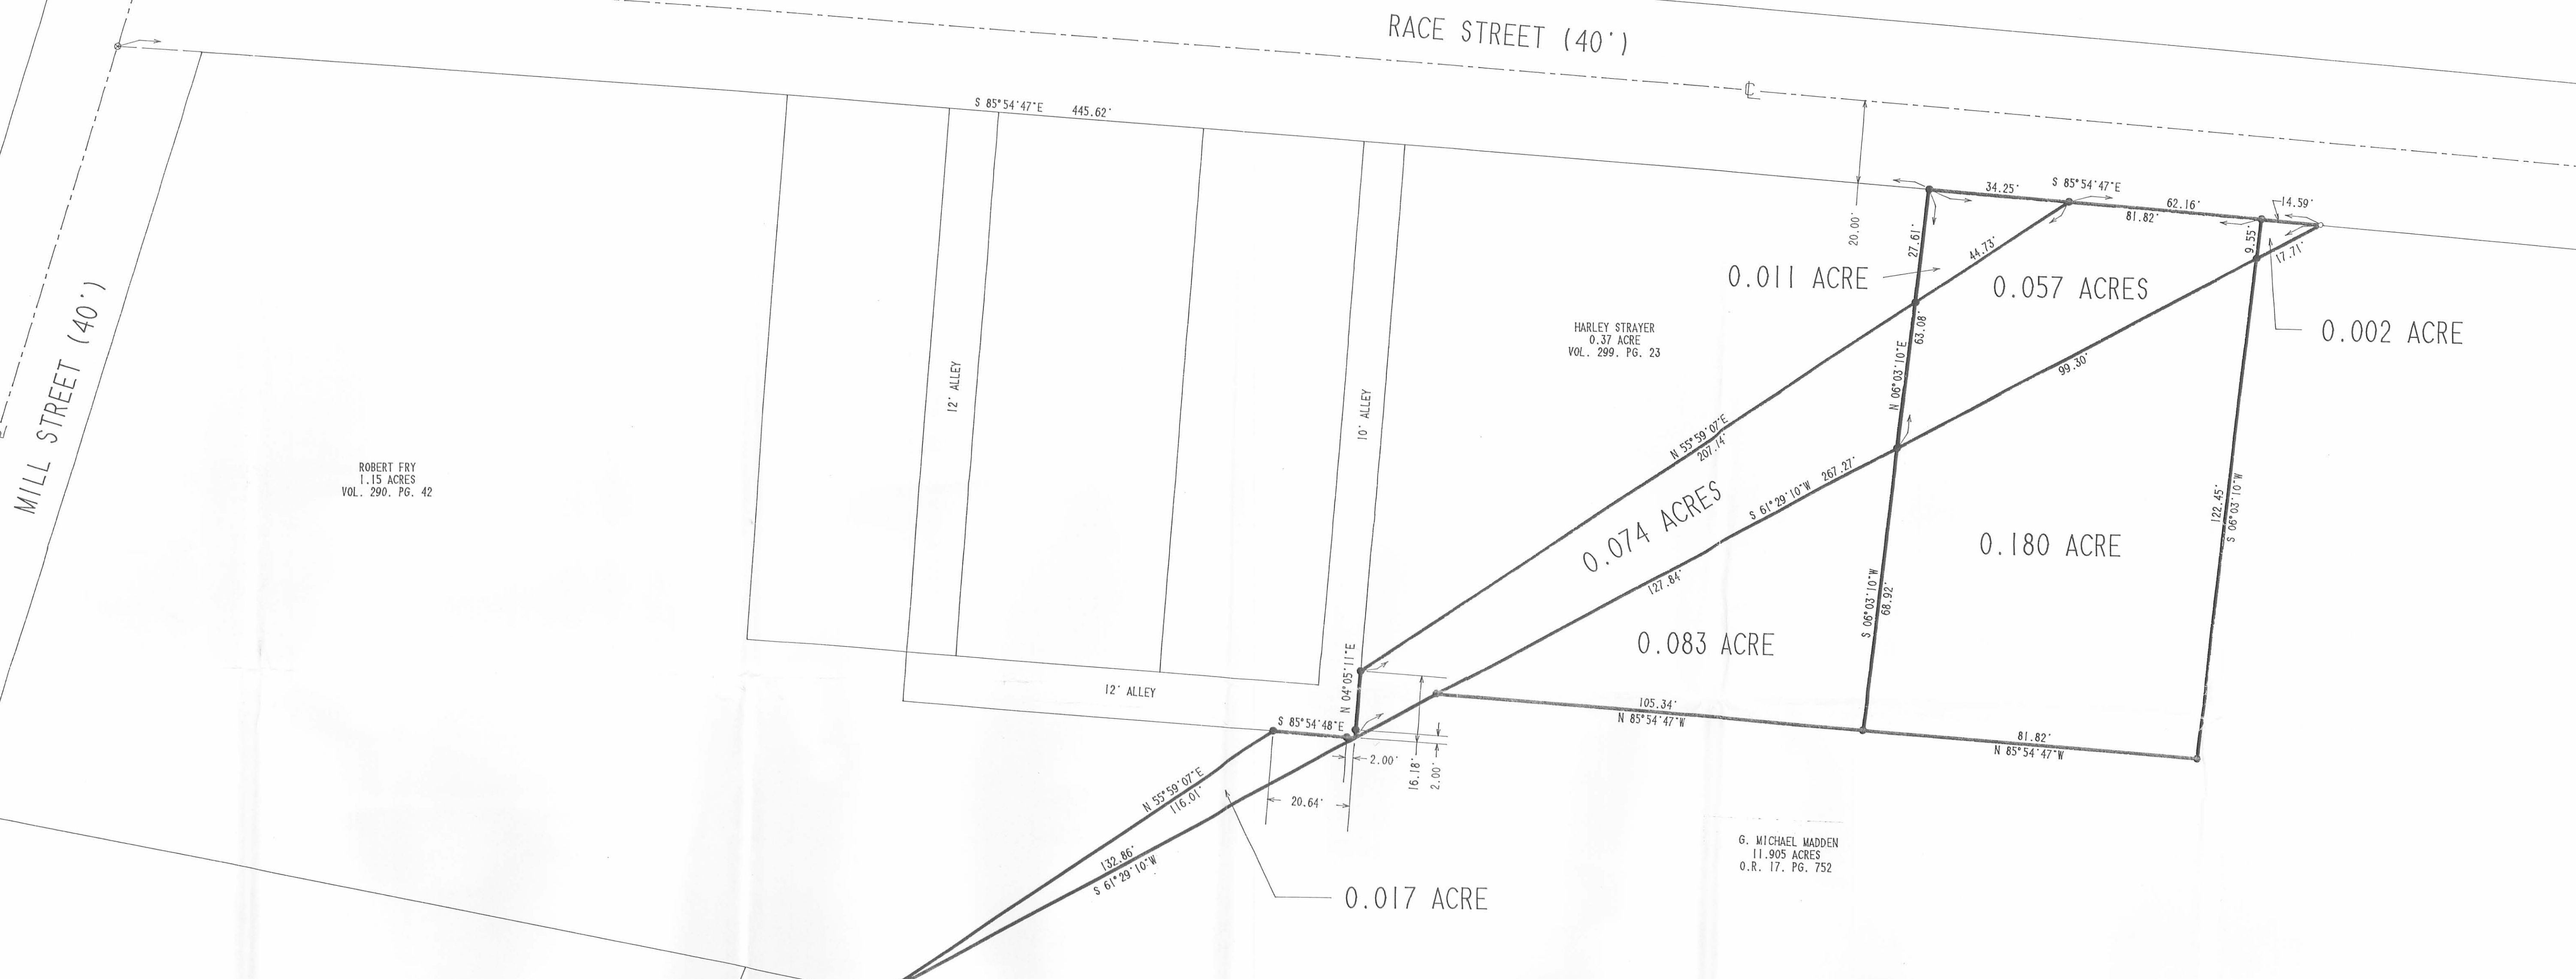 RACE STREET (40')
℄
S 85°54'47"E 445.62'
34.25'
S 85°54'47"E
62.16'
14.59'
81.82'
20.00'
27.61'
44.73'
9.55'
17.71'
0.011 ACRE
0.057 ACRES
0.002 ACRE
63.08'
N 06°03'10"E
99.30'
HARLEY STRAYER
0.37 ACRE
VOL. 299. PG. 23
MILL STREET (40')
12' ALLEY
10' ALLEY
ROBERT FRY
1.15 ACRES
VOL. 290. PG. 42
N 55°59'07"E
207.14'
S 61°29'10"W 267.27'
0.074 ACRES
127.84'
0.180 ACRE
122.45'
S 06°03'10"W
S 06°03'10"W
68.92'
0.083 ACRE
N 04°05'11"E
12' ALLEY
S 85°54'48"E
105.34'
N 85°54'47"W
81.82'
N 85°54'47"W
2.00'
16.18'
2.00'
20.64'
N 55°59'07"E
116.01'
132.86'
S 61°29'10"W
0.017 ACRE
G. MICHAEL MADDEN
11.905 ACRES
O.R. 17. PG. 752